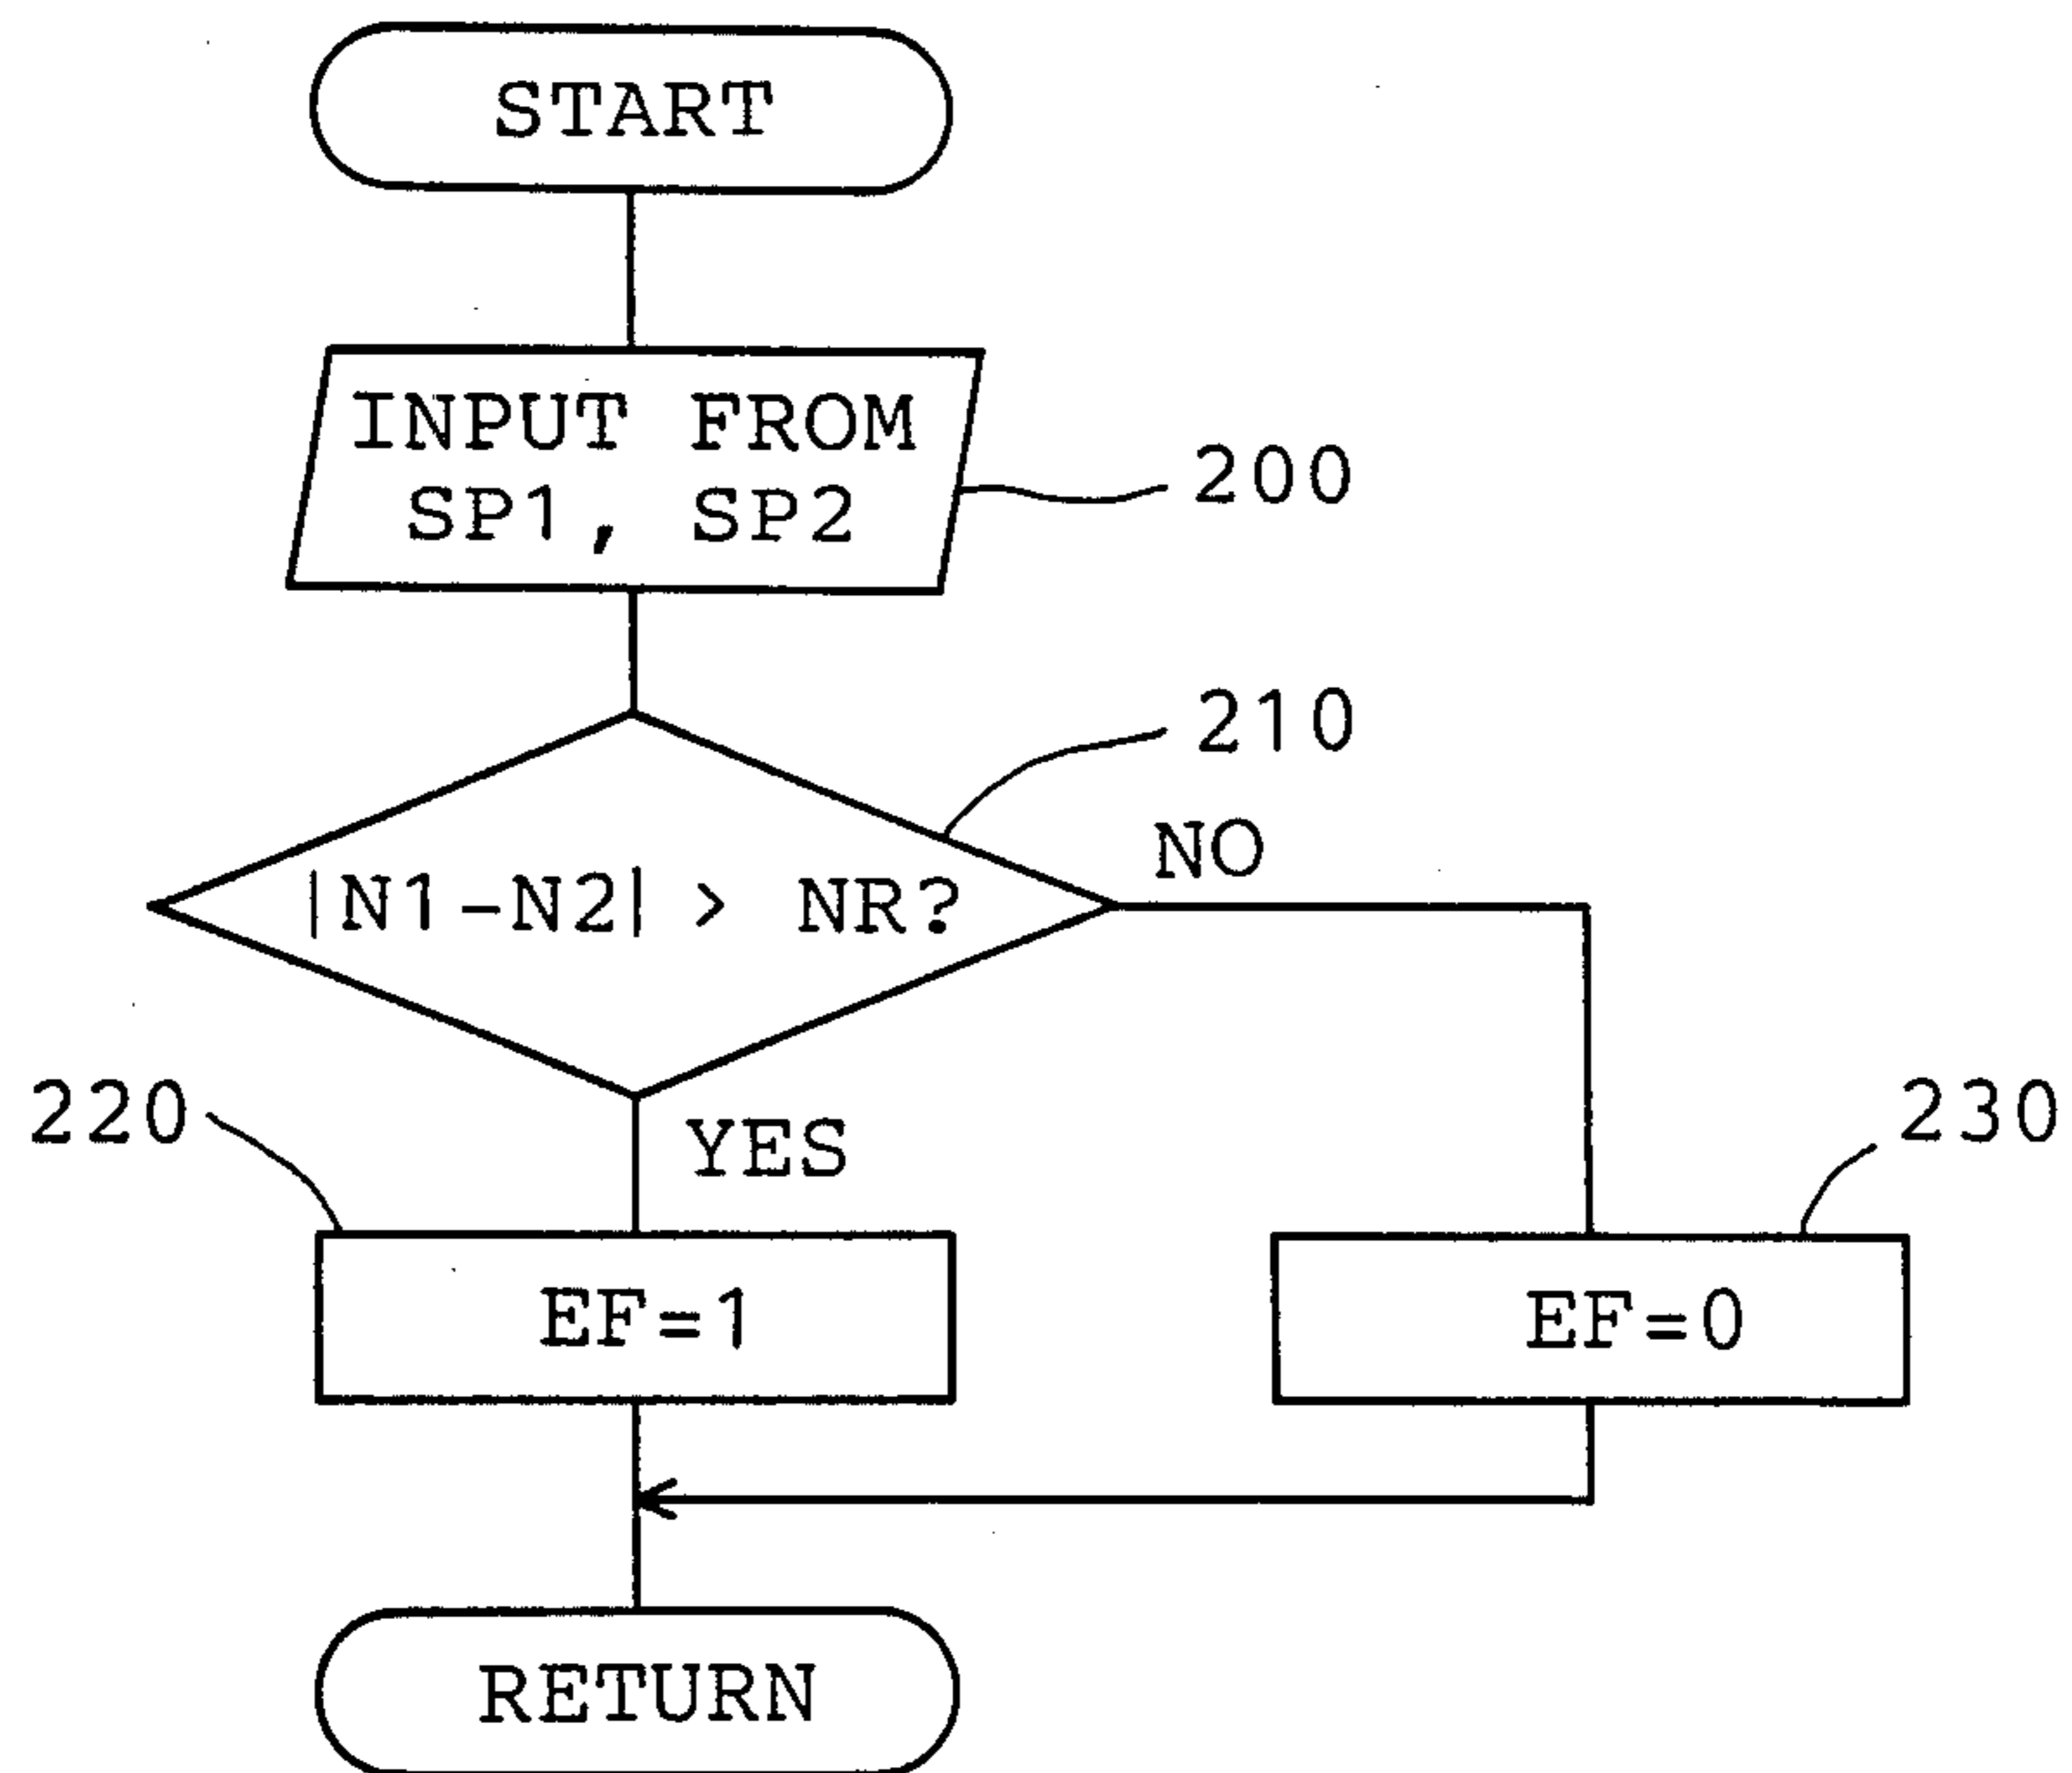 START
INPUT FROM
SP1, SP2
200
210
NO
|N1-N2| > NR?
220
YES
230
EF=1
EF=0
RETURN